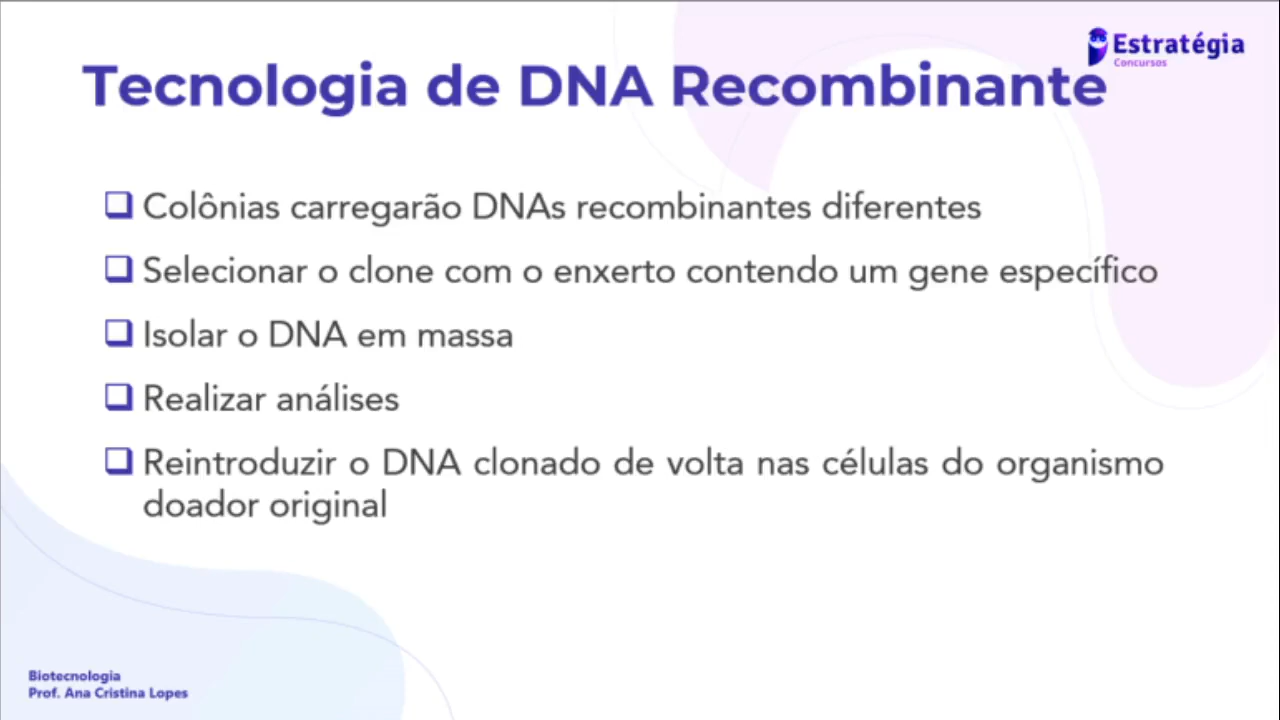 Estratégia
Concursos
Tecnologia de DNA Recombinante
Colônias carregarão DNAs recombinantes diferentes
Selecionar o clone com o enxerto contendo um gene específico
Isolar o DNA em massa
Realizar análises
Reintroduzir o DNA clonado de volta nas células do organismo
doador original
Biotecnologia
Prof. Ana Cristina Lopes